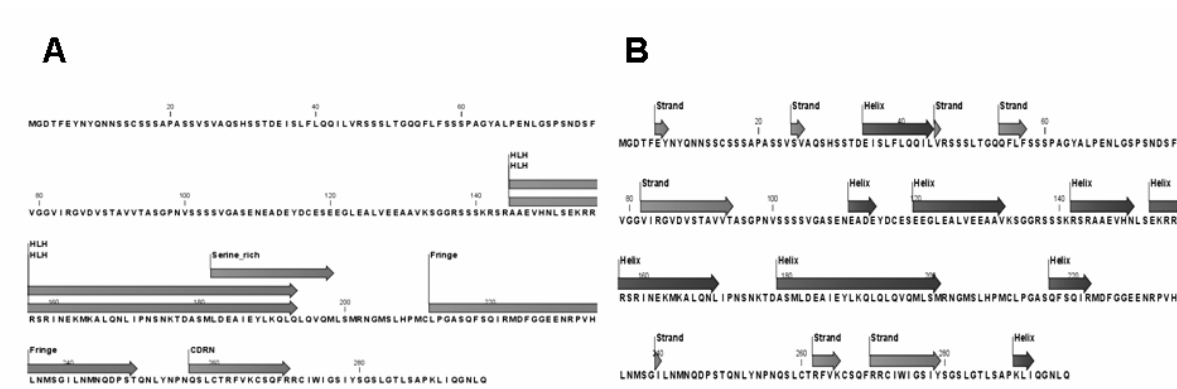 A
20 40 60
MGDTFEYNYQNNSSCSSSAPASSVSVAQSHSSTDEISLFLQQILVRSSSLTGQQFLFSSSPAGYALPENLGSPSNDSF
HLH
HLH
80 100 120 140
VGGVIRGVDVSTAVVTASGPNVSSSSVGASENEADEYDCESEEGLEALVEEAAVKSGGRSSSKRSRAAEVHNLSEKRR
HLH
HLH
Serine_rich Fringe
160 180 200 220
RSRINEKMKALQNLIPNSNKTDASMLDEAIEYLKQLQLQVQMLSMRNGMSLHPMCLPGASQFSQIRMDFGGEENRPVH
Fringe CDRN
240 260 280
LNMSGILNMNQDPSTQNLYNPNQSLCTRFVKCSQFRRCIWIGSIYSGSLGTLSAPKLIQGNLQ
B
Strand Strand Helix Strand Strand
20 40 60
MGDTFEYNYQNNSSCSSSAPASSVSVAQSHSSTDEISLFLQQILVRSSSLTGQQFLFSSSPAGYALPENLGSPSNDSF
Strand Helix Helix Helix Helix
80 100 120 140
VGGVIRGVDVSTAVVTASGPNVSSSSVGASENEADEYDCESEEGLEALVEEAAVKSGGRSSSKRSRAAEVHNLSEKRR
Helix Helix Helix
160 180 200 220
RSRINEKMKALQNLIPNSNKTDASMLDEAIEYLKQLQLQVQMLSMRNGMSLHPMCLPGASQFSQIRMDFGGEENRPVH
Strand Strand Strand Helix
240 260 280
LNMSGILNMNQDPSTQNLYNPNQSLCTRFVKCSQFRRCIWIGSIYSGSLGTLSAPKLIQGNLQ